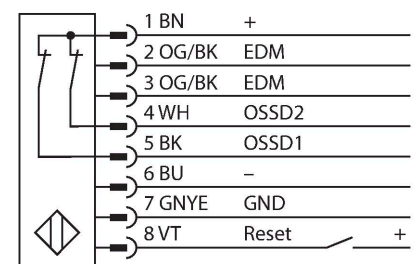 1 BN +
2 OG/BK EDM
3 OG/BK EDM
4 WH OSSD2
5 BK OSSD1
6 BU –
7 GNYE GND
8 VT Reset +